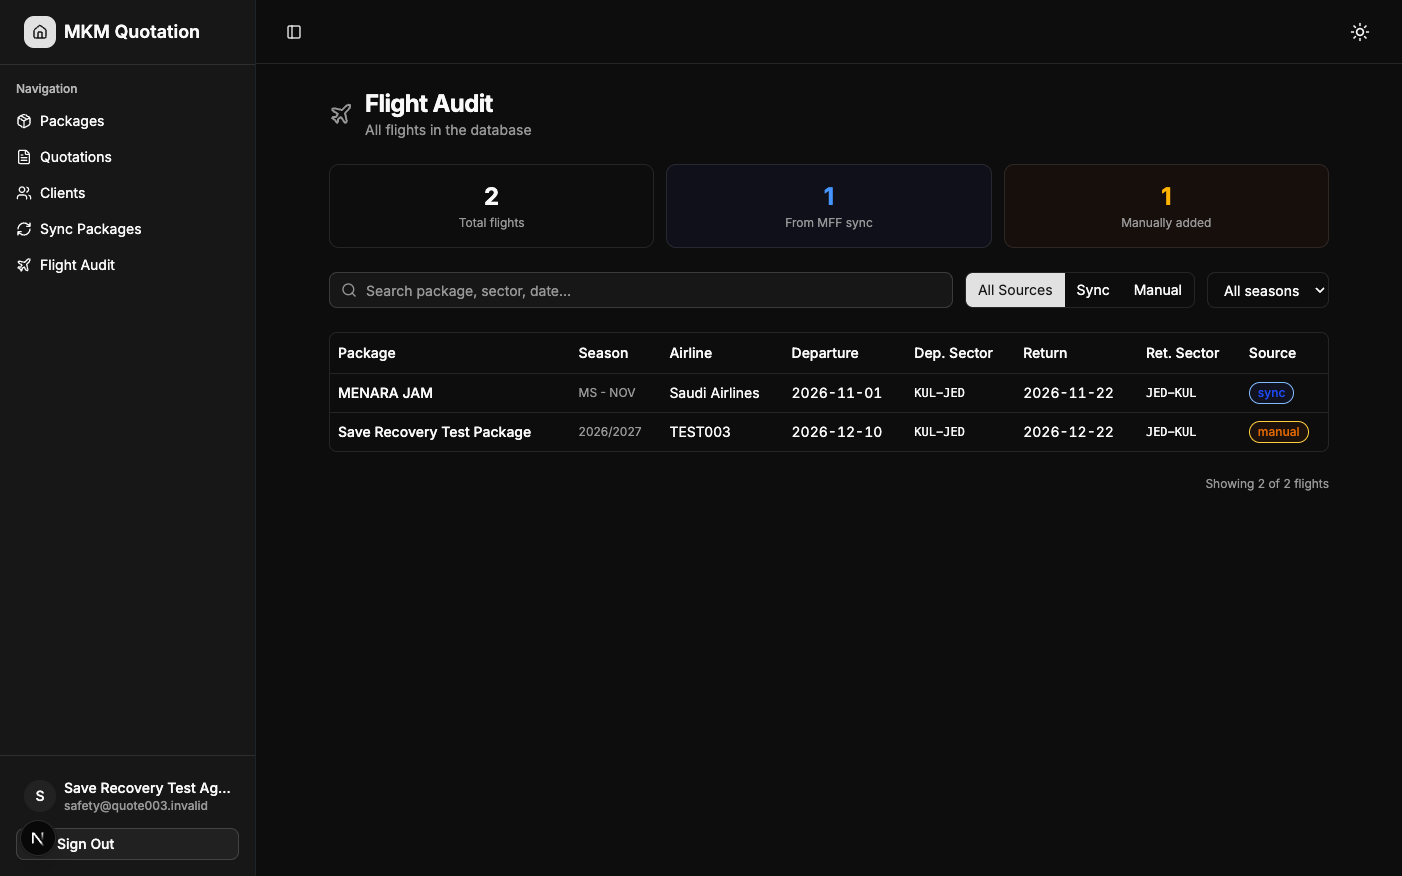 MKM Quotation
Navigation
Packages
Quotations
Clients
Sync Packages
Flight Audit
Flight Audit
All flights in the database
2
Total flights
1
From MFF sync
1
Manually added
Search package, sector, date...
All Sources Sync Manual
All seasons
Package Season Airline Departure Dep. Sector Return Ret. Sector Source
MENARA JAM MS - NOV Saudi Airlines 2026-11-01 KUL–JED 2026-11-22 JED–KUL sync
Save Recovery Test Package 2026/2027 TEST003 2026-12-10 KUL–JED 2026-12-22 JED–KUL manual
Showing 2 of 2 flights
S
Save Recovery Test Ag...
safety@quote003.invalid
N
Sign Out